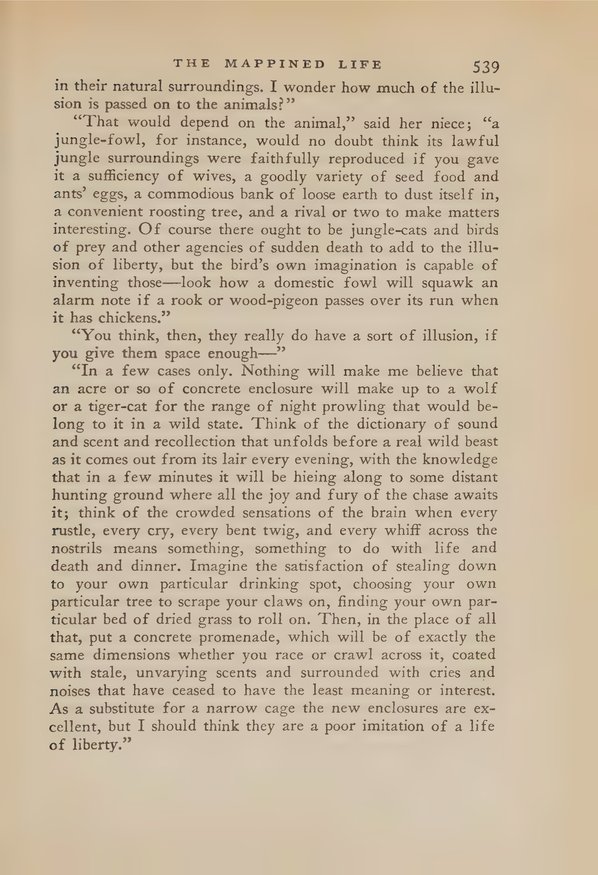 THE MAPPINED LIFE 539
in their natural surroundings. I wonder how much of the illu-
sion is passed on to the animals?”
“That would depend on the animal,” said her niece; “a
jungle-fowl, for instance, would no doubt think its lawful
jungle surroundings were faithfully reproduced if you gave
it a sufficiency of wives, a goodly variety of seed food and
ants’ eggs, a commodious bank of loose earth to dust itself in,
a convenient roosting tree, and a rival or two to make matters
interesting. Of course there ought to be jungle-cats and birds
of prey and other agencies of sudden death to add to the illu-
sion of liberty, but the bird’s own imagination is capable of
inventing those—look how a domestic fowl will squawk an
alarm note if a rook or wood-pigeon passes over its run when
it has chickens.”
“You think, then, they really do have a sort of illusion, if
you give them space enough—”
“In a few cases only. Nothing will make me believe that
an acre or so of concrete enclosure will make up to a wolf
or a tiger-cat for the range of night prowling that would be-
long to it in a wild state. Think of the dictionary of sound
and scent and recollection that unfolds before a real wild beast
as it comes out from its lair every evening, with the knowledge
that in a few minutes it will be hieing along to some distant
hunting ground where all the joy and fury of the chase awaits
it; think of the crowded sensations of the brain when every
rustle, every cry, every bent twig, and every whiff across the
nostrils means something, something to do with life and
death and dinner. Imagine the satisfaction of stealing down
to your own particular drinking spot, choosing your own
particular tree to scrape your claws on, finding your own par-
ticular bed of dried grass to roll on. Then, in the place of all
that, put a concrete promenade, which will be of exactly the
same dimensions whether you race or crawl across it, coated
with stale, unvarying scents and surrounded with cries and
noises that have ceased to have the least meaning or interest.
As a substitute for a narrow cage the new enclosures are ex-
cellent, but I should think they are a poor imitation of a life
of liberty.”